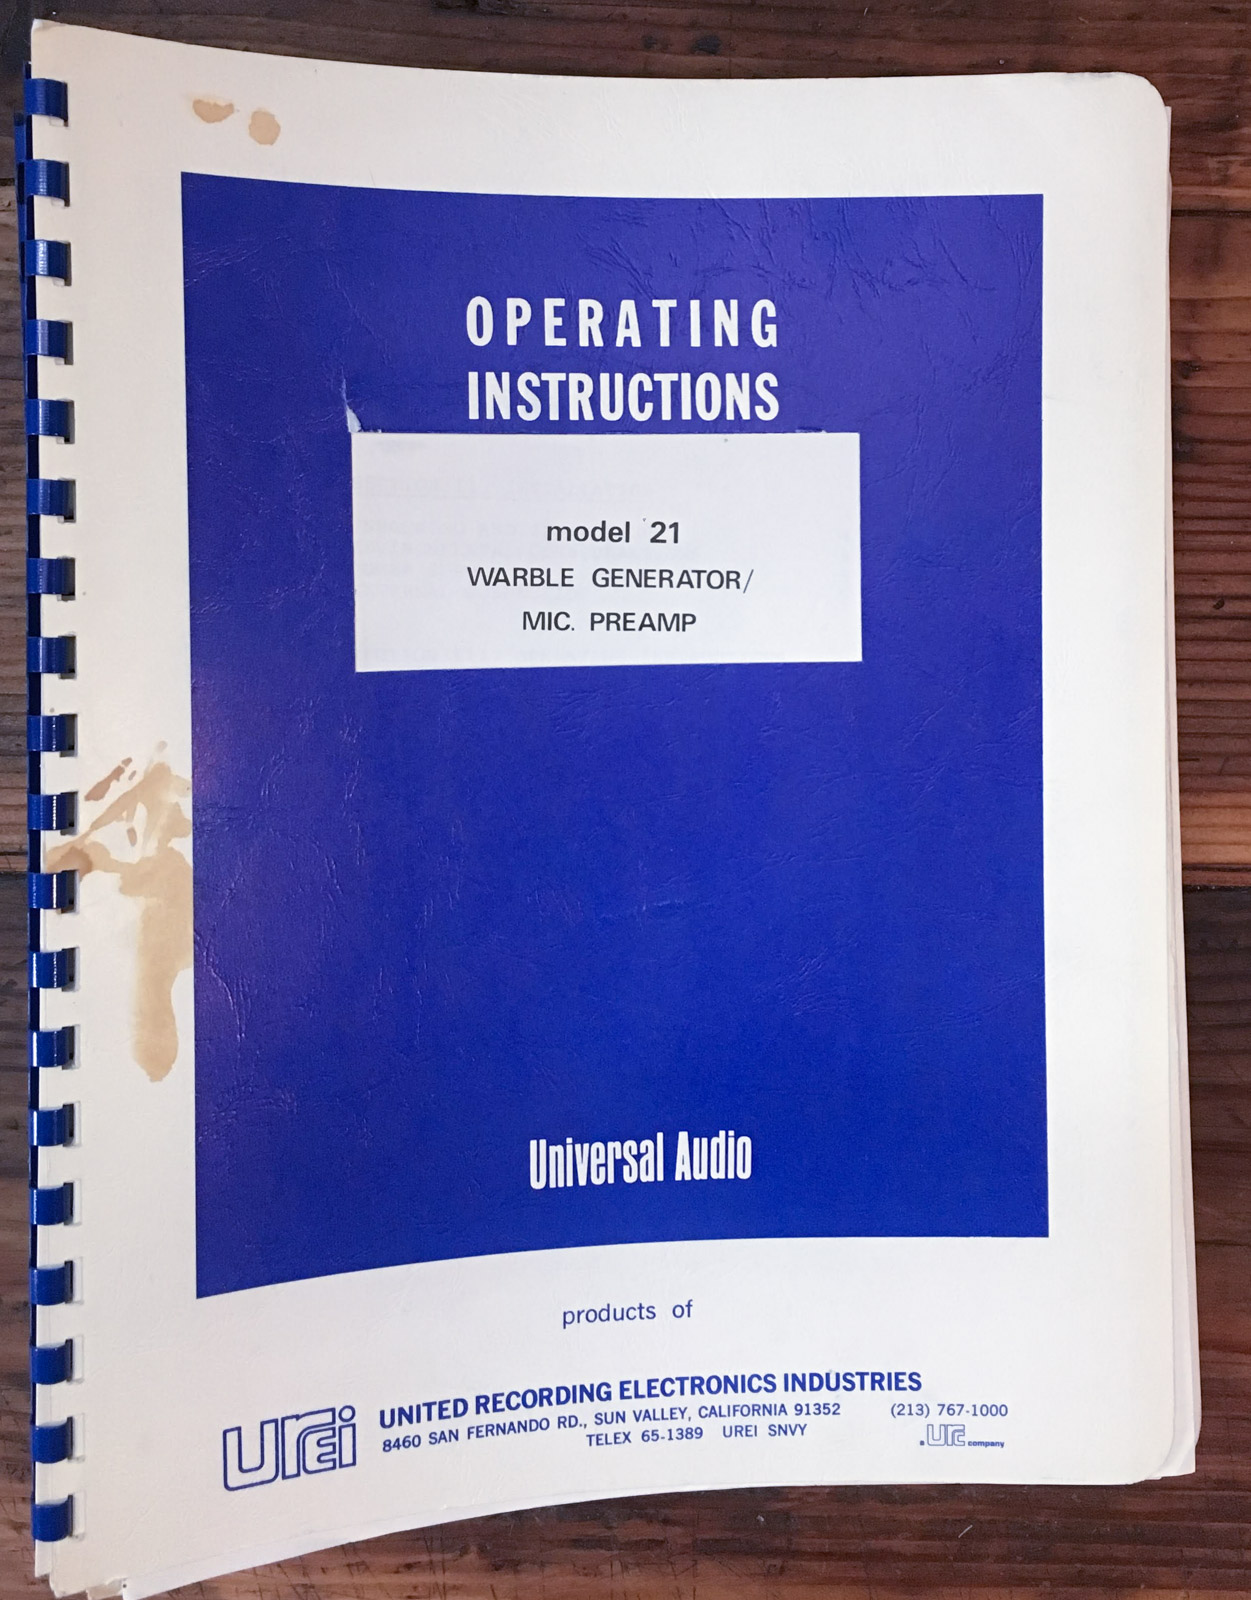 OPERATING
INSTRUCTIONS
model 21
WARBLE GENERATOR/
MIC. PREAMP
Universal Audio
products of
urei
UNITED RECORDING ELECTRONICS INDUSTRIES
8460 SAN FERNANDO RD., SUN VALLEY, CALIFORNIA 91352 (213) 767-1000
TELEX 65-1389 UREI SNVY
a urc company